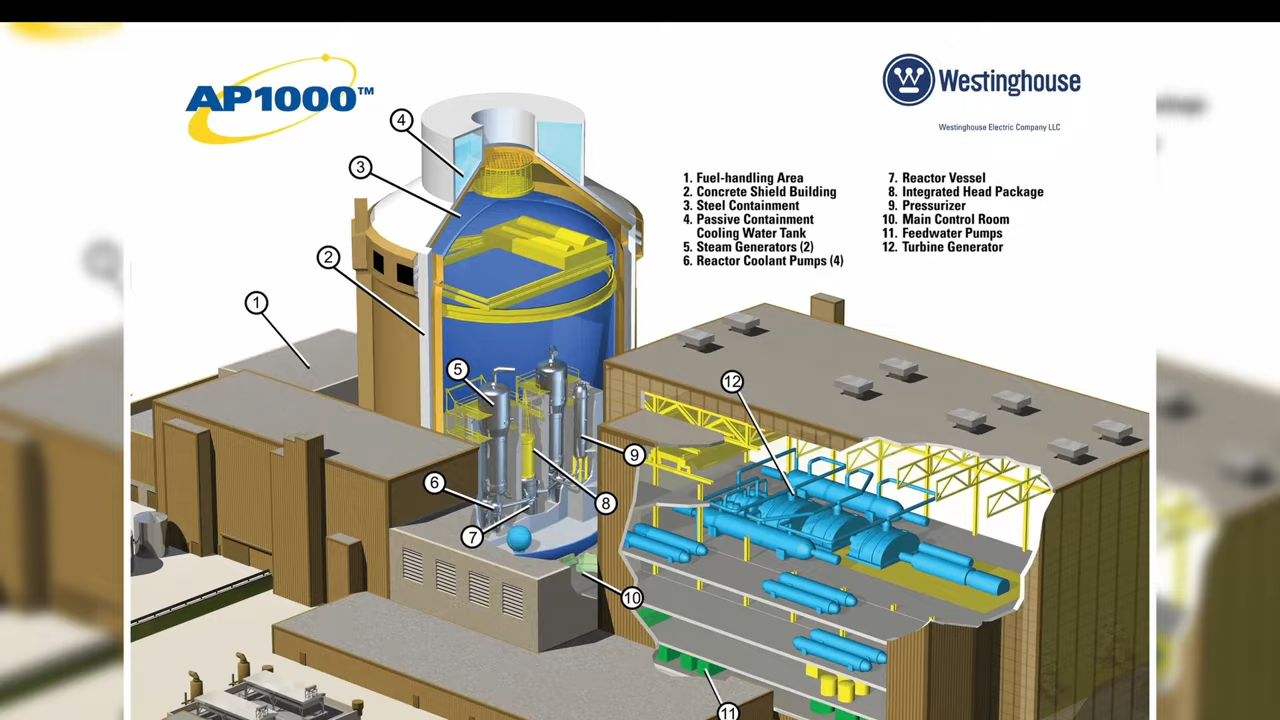 AP1000™
Westinghouse
Westinghouse Electric Company LLC
1. Fuel-handling Area
2. Concrete Shield Building
3. Steel Containment
4. Passive Containment
Cooling Water Tank
5. Steam Generators (2)
6. Reactor Coolant Pumps (4)
7. Reactor Vessel
8. Integrated Head Package
9. Pressurizer
10. Main Control Room
11. Feedwater Pumps
12. Turbine Generator
4
3
2
1
5
12
9
6
8
7
10
11